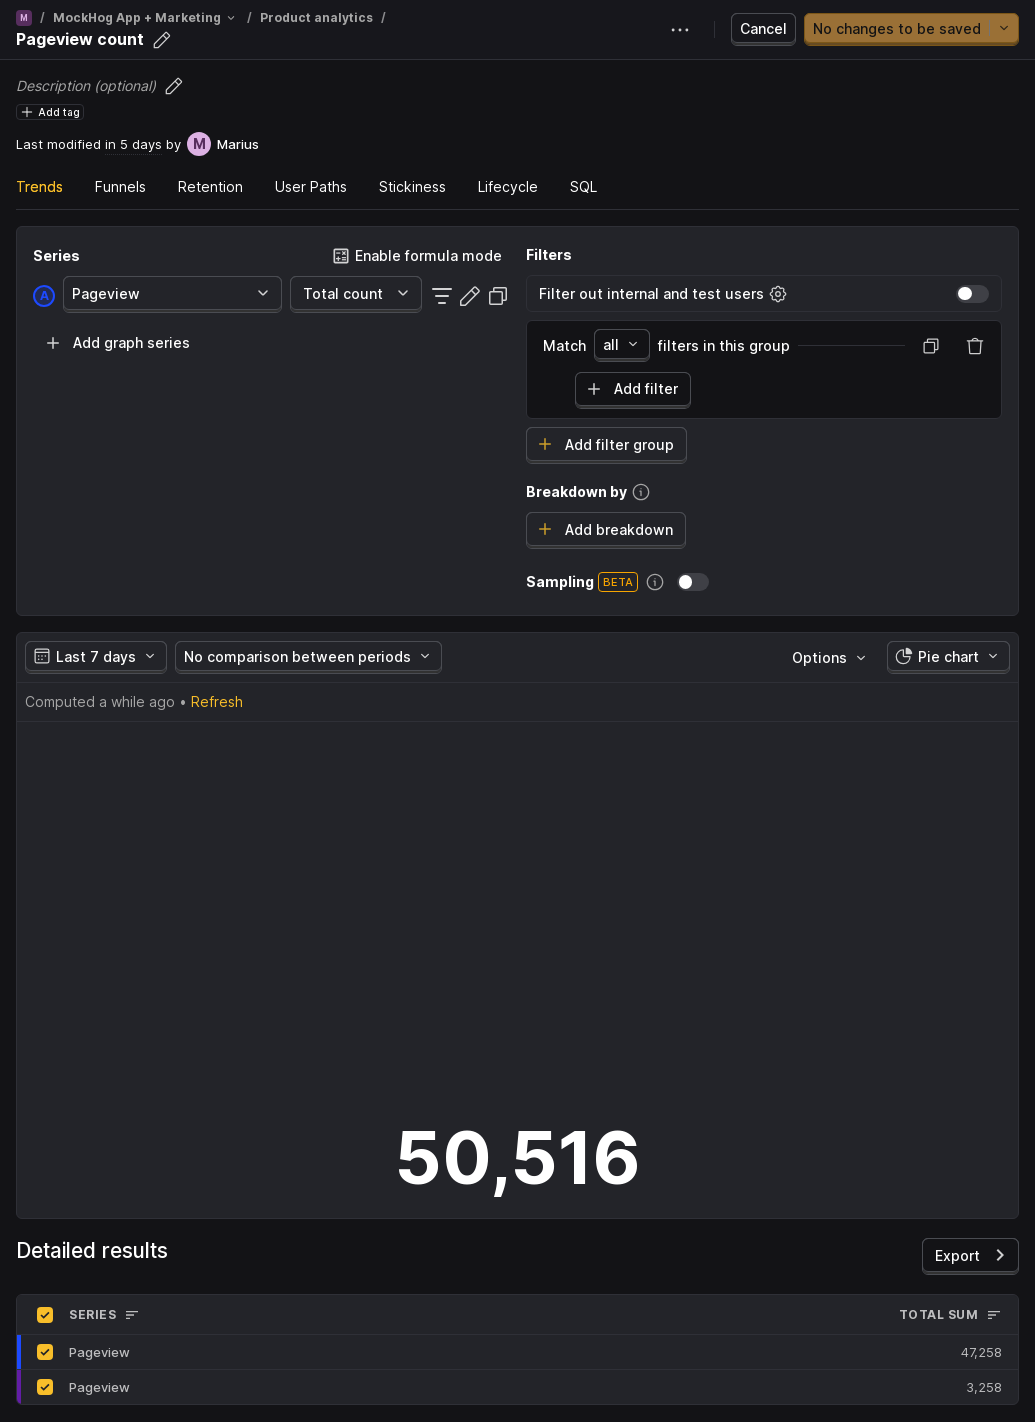 M / MockHog App + Marketing / Product analytics /
Pageview count
Cancel
No changes to be saved
Description (optional)
Add tag
Last modified in 5 days by M Marius
Trends Funnels Retention User Paths Stickiness Lifecycle SQL
Series
Enable formula mode
A Pageview Total count
Add graph series
Filters
Filter out internal and test users
Match all filters in this group
Add filter
Add filter group
Breakdown by
Add breakdown
Sampling BETA
Last 7 days No comparison between periods Options Pie chart
Computed a while ago • Refresh
50,516
Detailed results
Export
SERIES TOTAL SUM
Pageview 47,258
Pageview 3,258